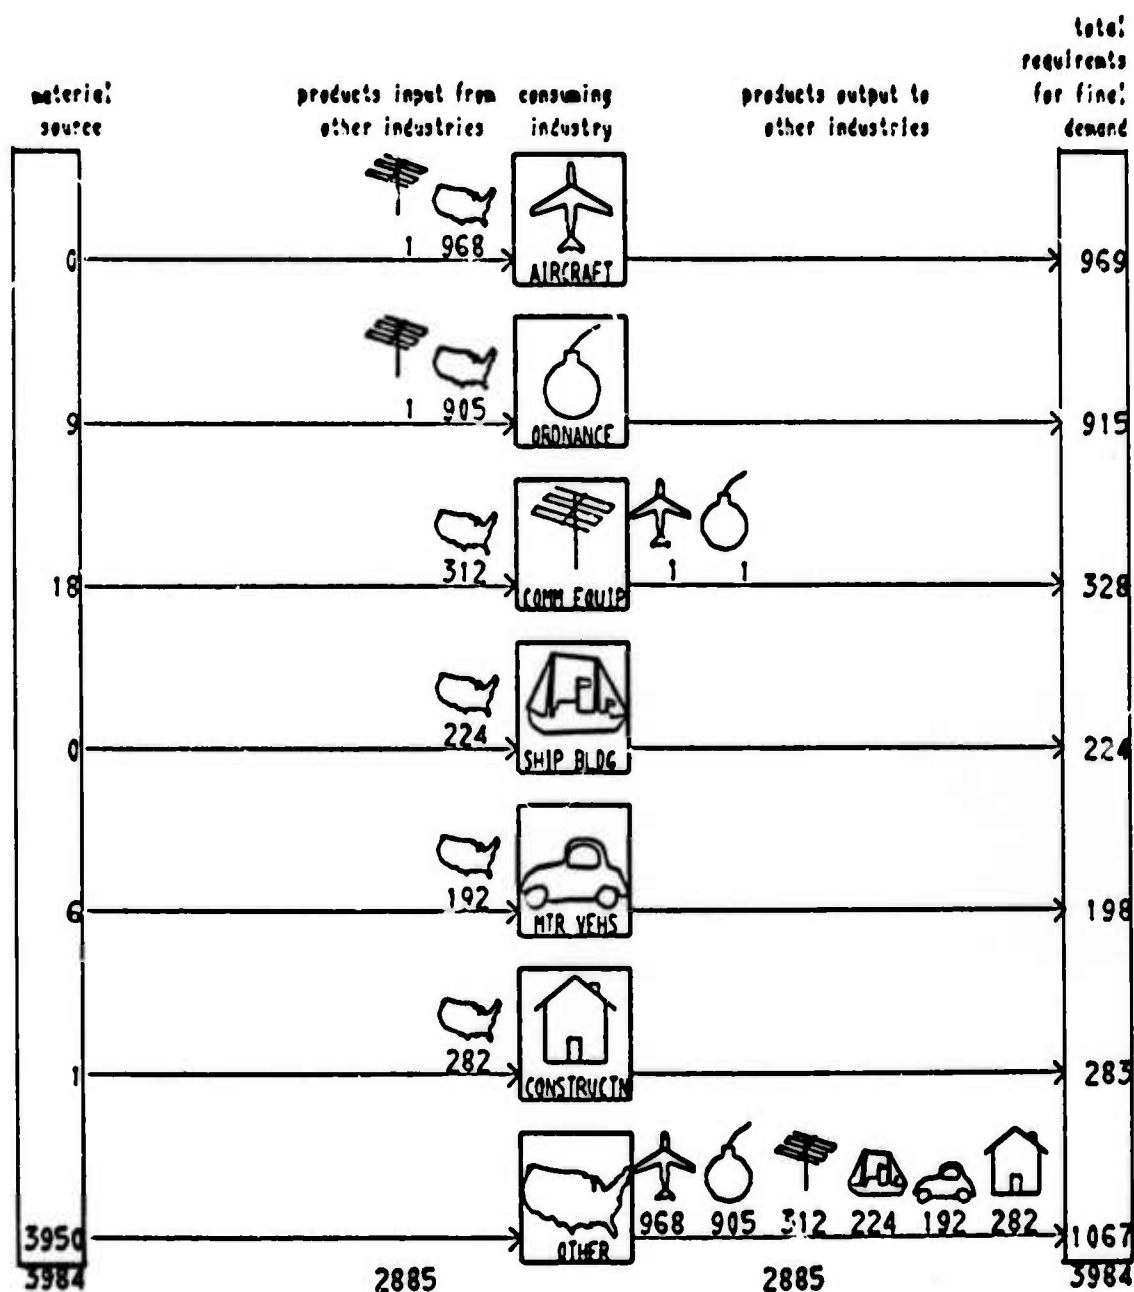 total
requiremts
material products input from consuming products output to for final
source other industries industry other industries demand
1 968
0 AIRCRAFT 969
1 905
9 ORDNANCE 915
312 1 1
18 COMM EQUIP 328
224
0 SHIP BLDG 224
192
6 MTR VEHS 198
282
1 CONSTRUCTN 283
968 905 312 224 192 282
3950 OTHER 1067
3984 2885 2885 3984